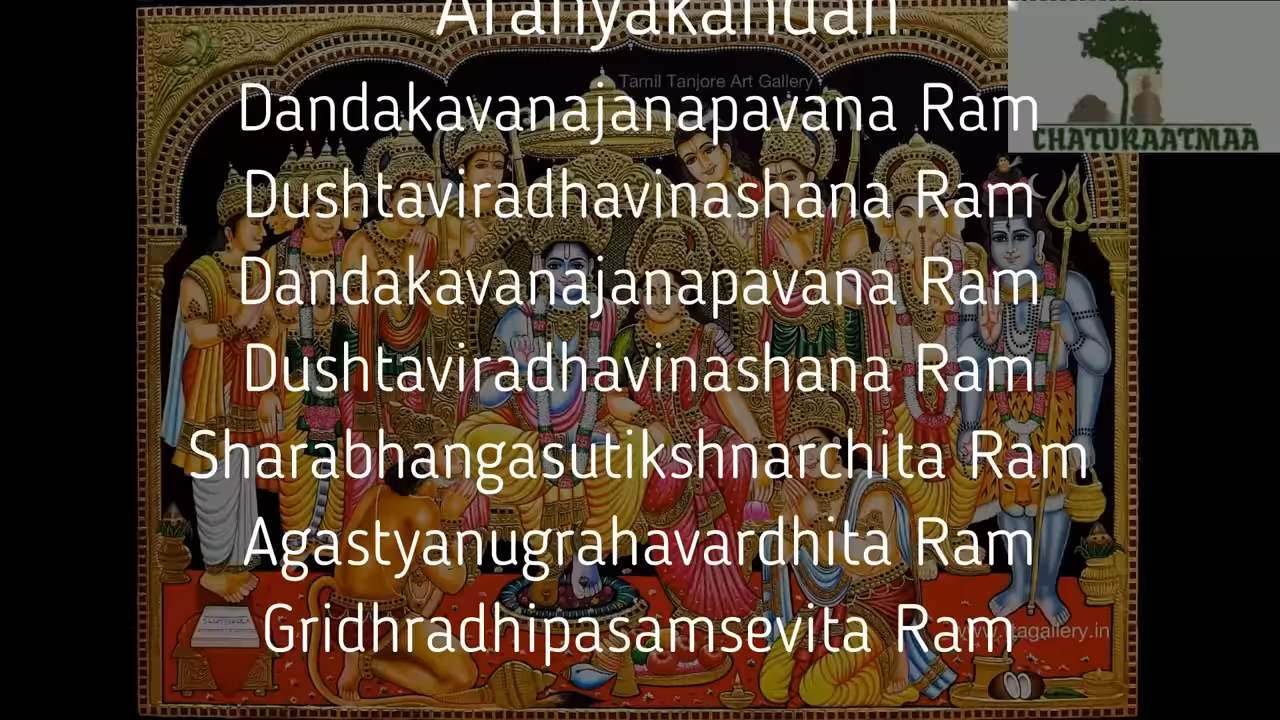 Aranyakandah
Tamil Tanjore Art Gallery
CHATURAATMAA
Dandakavanajanapavana Ram
Dushtaviradhavinashana Ram
Dandakavanajanapavana Ram
Dushtaviradhavinashana Ram
Sharabhangasutikshnarchita Ram
Agastyanugrahavardhita Ram
Gridhradhipasamsevita Ram